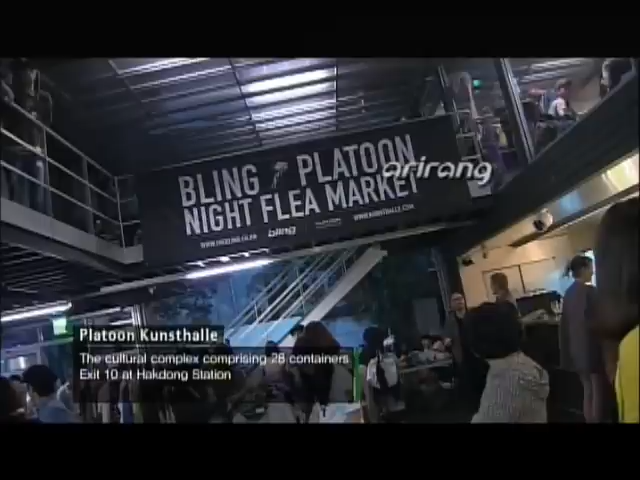 BLING PLATOON
NIGHT FLEA MARKET
arirang
bling
Platoon Kunsthalle
The cultural complex comprising 28 containers
Exit 10 at Hakdong Station